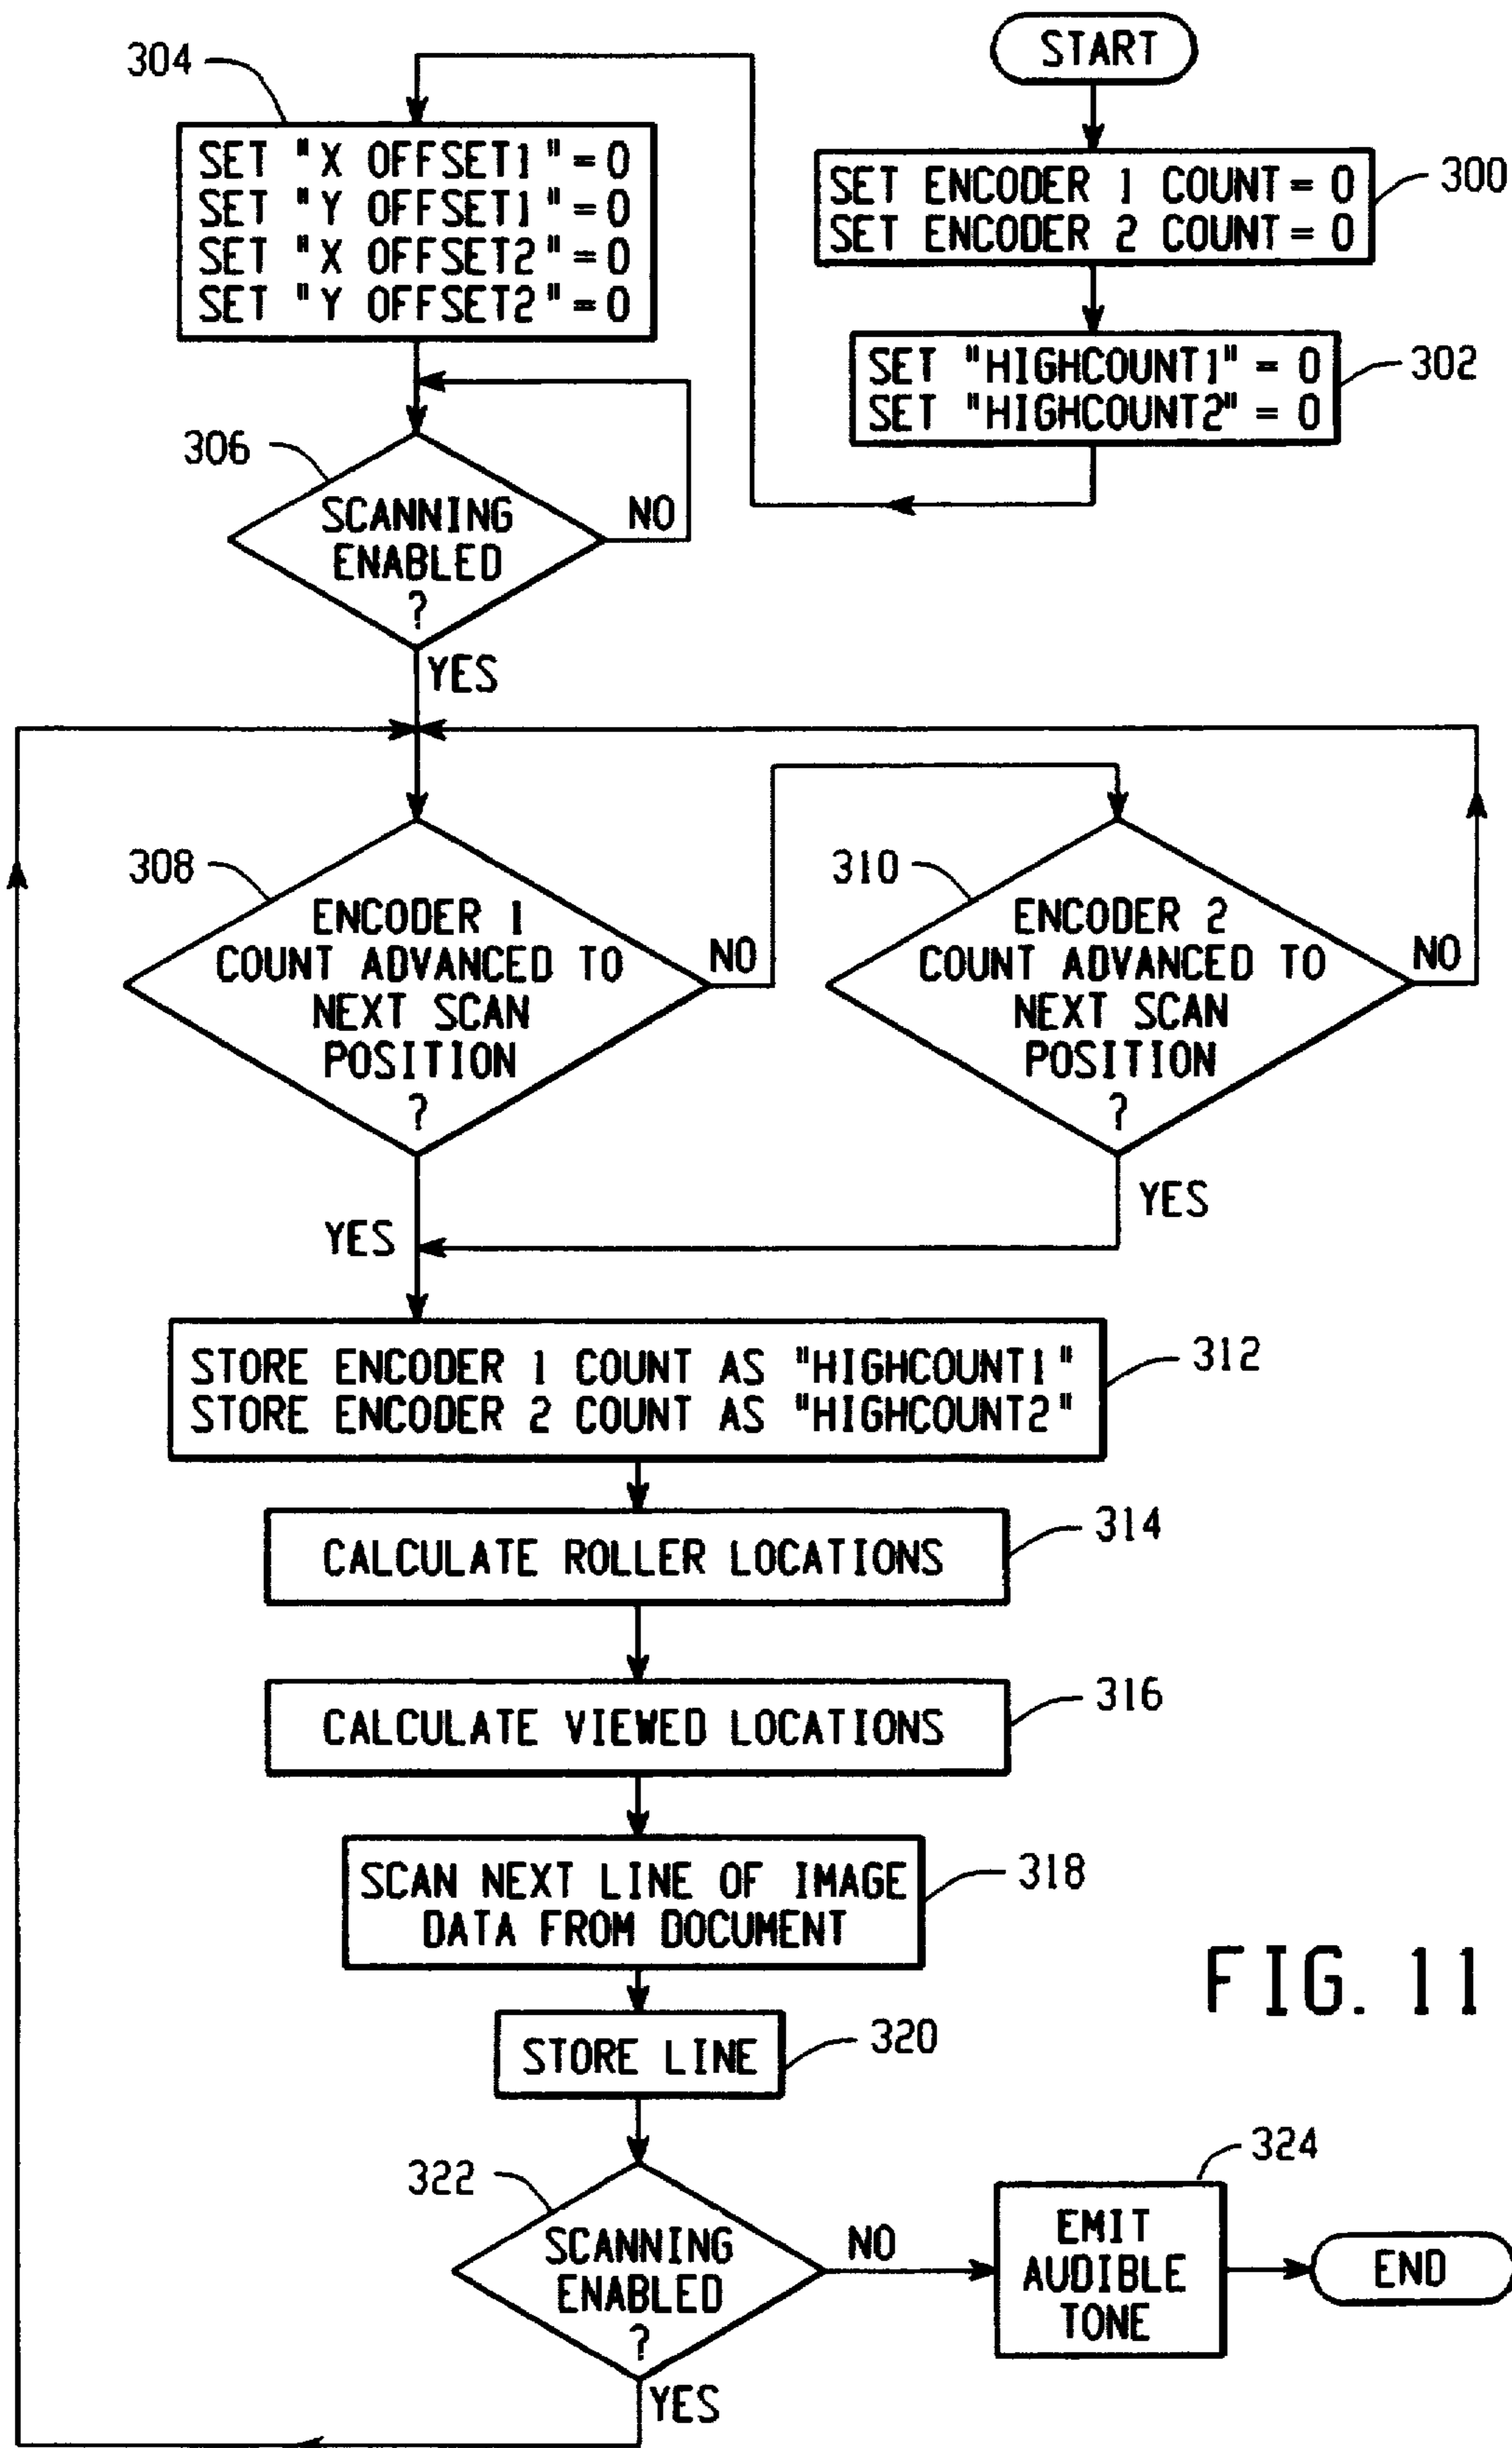 START
SET ENCODER 1 COUNT = 0
SET ENCODER 2 COUNT = 0
300
SET "HIGHCOUNT1" = 0
SET "HIGHCOUNT2" = 0
302
304
SET "X OFFSET1" = 0
SET "Y OFFSET1" = 0
SET "X OFFSET2" = 0
SET "Y OFFSET2" = 0
306
SCANNING
ENABLED
?
NO
YES
308
ENCODER 1
COUNT ADVANCED TO
NEXT SCAN
POSITION
?
NO
YES
310
ENCODER 2
COUNT ADVANCED TO
NEXT SCAN
POSITION
?
NO
YES
STORE ENCODER 1 COUNT AS "HIGHCOUNT1"
STORE ENCODER 2 COUNT AS "HIGHCOUNT2"
312
CALCULATE ROLLER LOCATIONS
314
CALCULATE VIEWED LOCATIONS
316
SCAN NEXT LINE OF IMAGE
DATA FROM DOCUMENT
318
STORE LINE
320
322
SCANNING
ENABLED
?
NO
YES
324
EMIT
AUDIBLE
TONE
END
FIG. 11